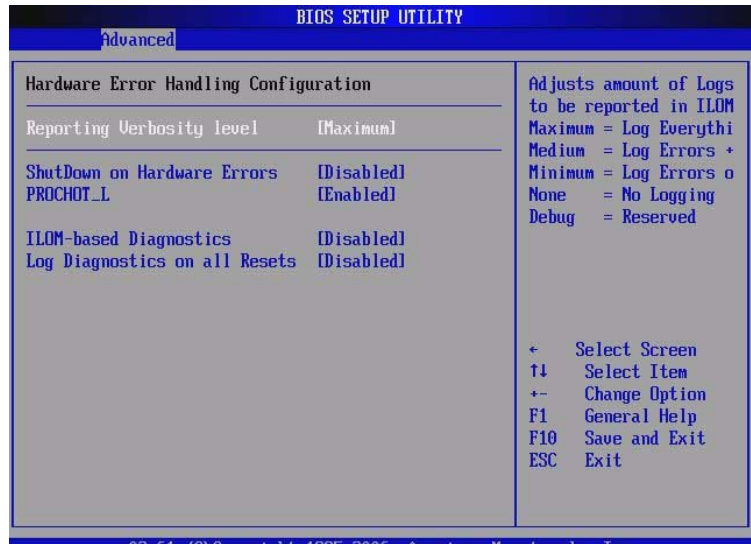 BIOS SETUP UTILITY
Advanced
Hardware Error Handling Configuration
Reporting Verbosity level [Maximum]
ShutDown on Hardware Errors [Disabled]
PROCHOT_L [Enabled]
ILOM-based Diagnostics [Disabled]
Log Diagnostics on all Resets [Disabled]
Adjusts amount of Logs
to be reported in ILOM
Maximum = Log Everythi
Medium = Log Errors +
Minimum = Log Errors o
None = No Logging
Debug = Reserved
← Select Screen
↑↓ Select Item
+- Change Option
F1 General Help
F10 Save and Exit
ESC Exit